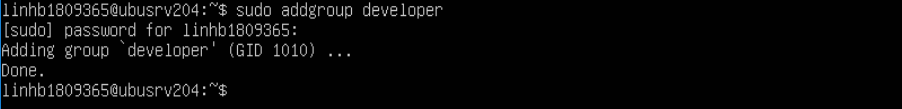 linhb1809365@ubusrv204:~$ sudo addgroup developer
[sudo] password for linhb1809365:
Adding group `developer' (GID 1010) ...
Done.
linhb1809365@ubusrv204:~$